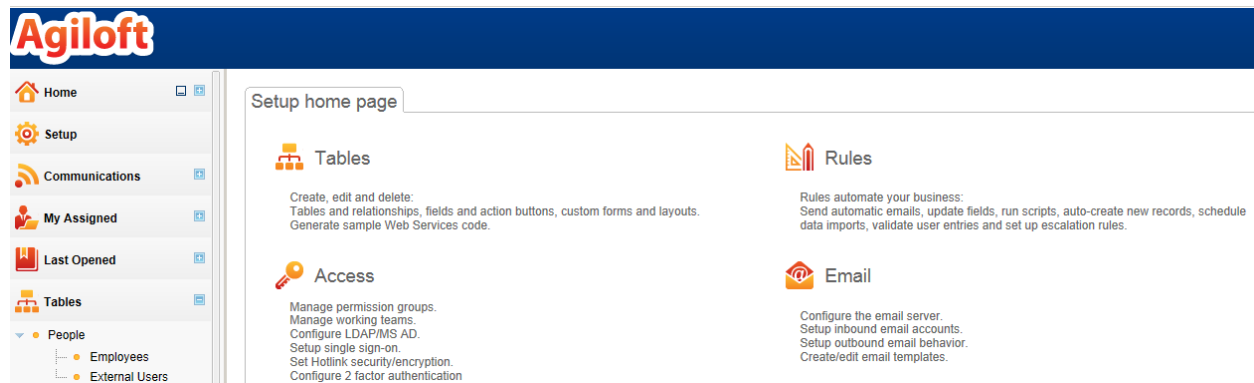 Agiloft
Home
Setup
Communications
My Assigned
Last Opened
Tables
People
Employees
External Users
Setup home page
Tables
Create, edit and delete:
Tables and relationships, fields and action buttons, custom forms and layouts.
Generate sample Web Services code.
Rules
Rules automate your business:
Send automatic emails, update fields, run scripts, auto-create new records, schedule
data imports, validate user entries and set up escalation rules.
Access
Manage permission groups.
Manage working teams.
Configure LDAP/MS AD.
Setup single sign-on.
Set Hotlink security/encryption.
Configure 2 factor authentication
Email
Configure the email server.
Setup inbound email accounts.
Setup outbound email behavior.
Create/edit email templates.